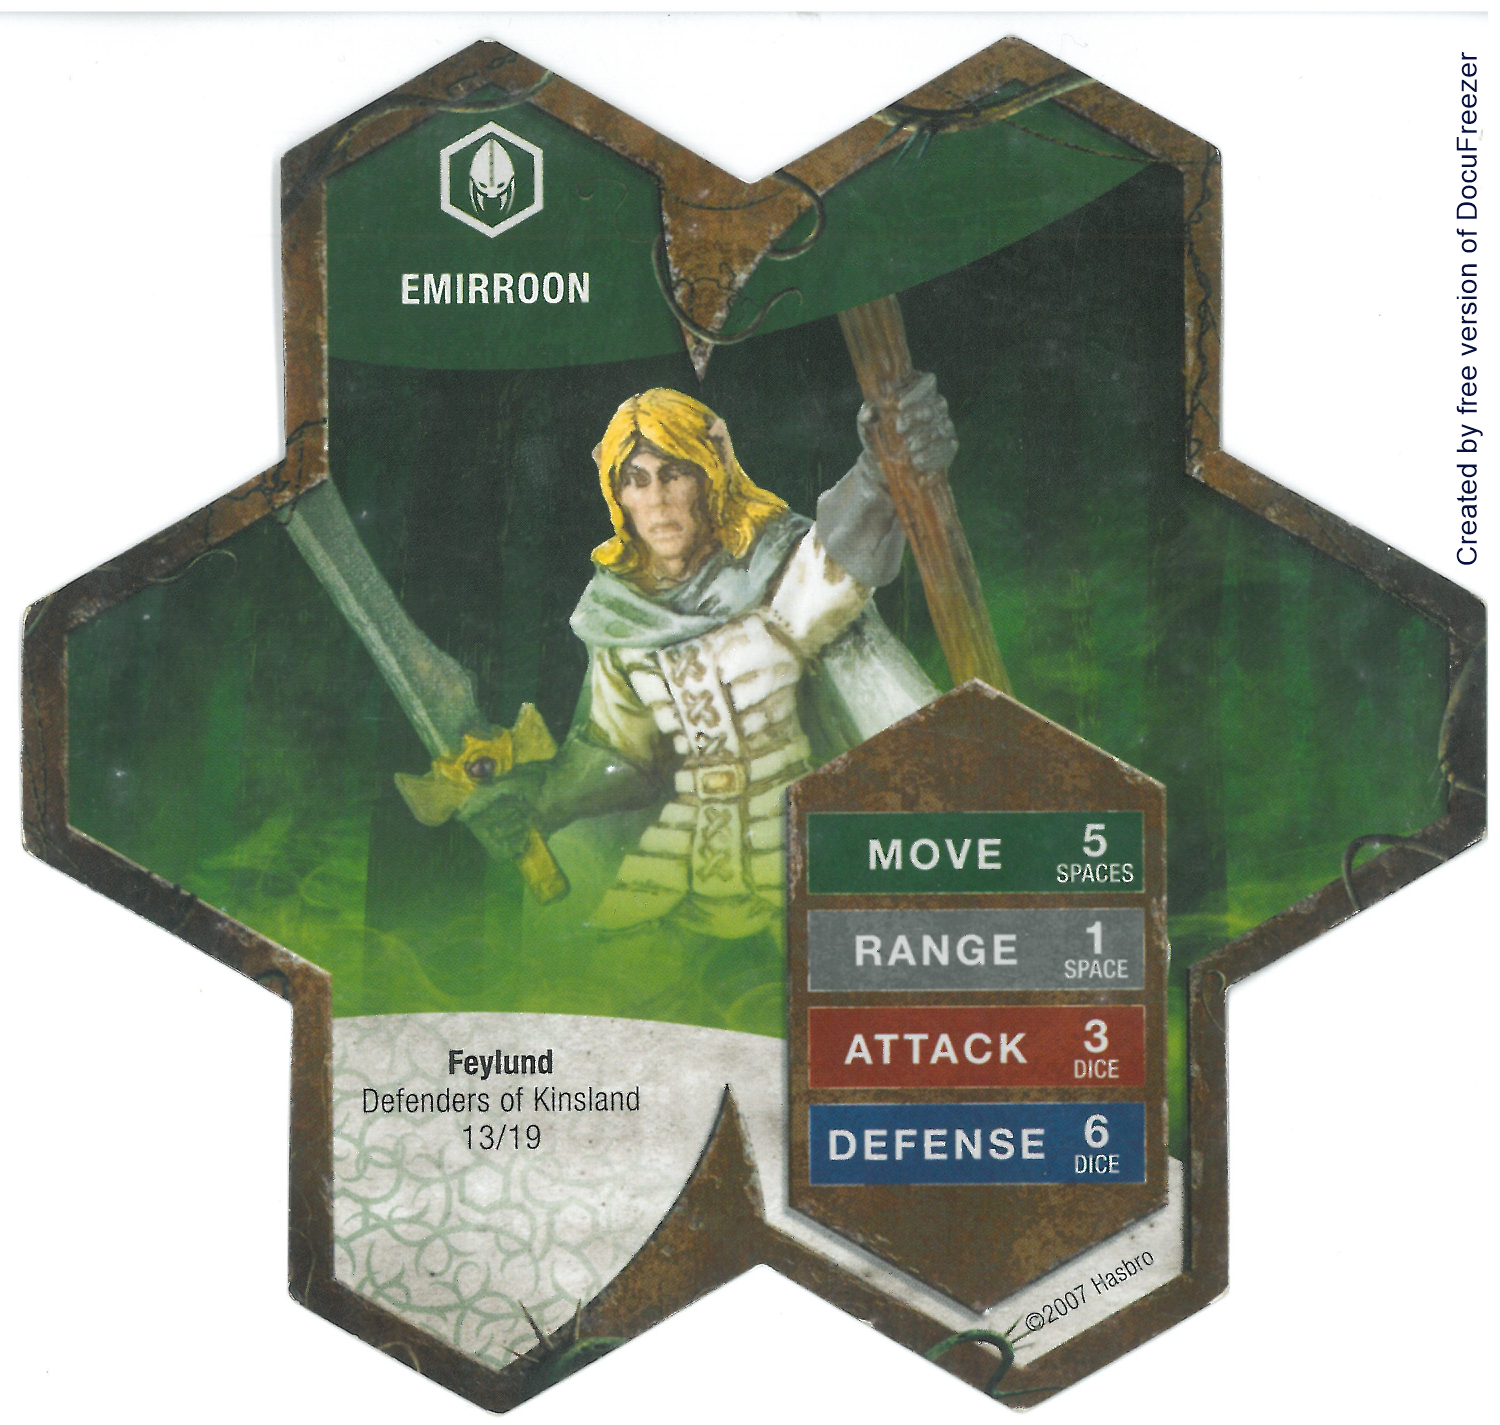 EMIRROON
MOVE 5 SPACES
RANGE 1 SPACE
ATTACK 3 DICE
DEFENSE 6 DICE
Feylund
Defenders of Kinsland
13/19
©2007 Hasbro
Created by free version of DocuFreezer